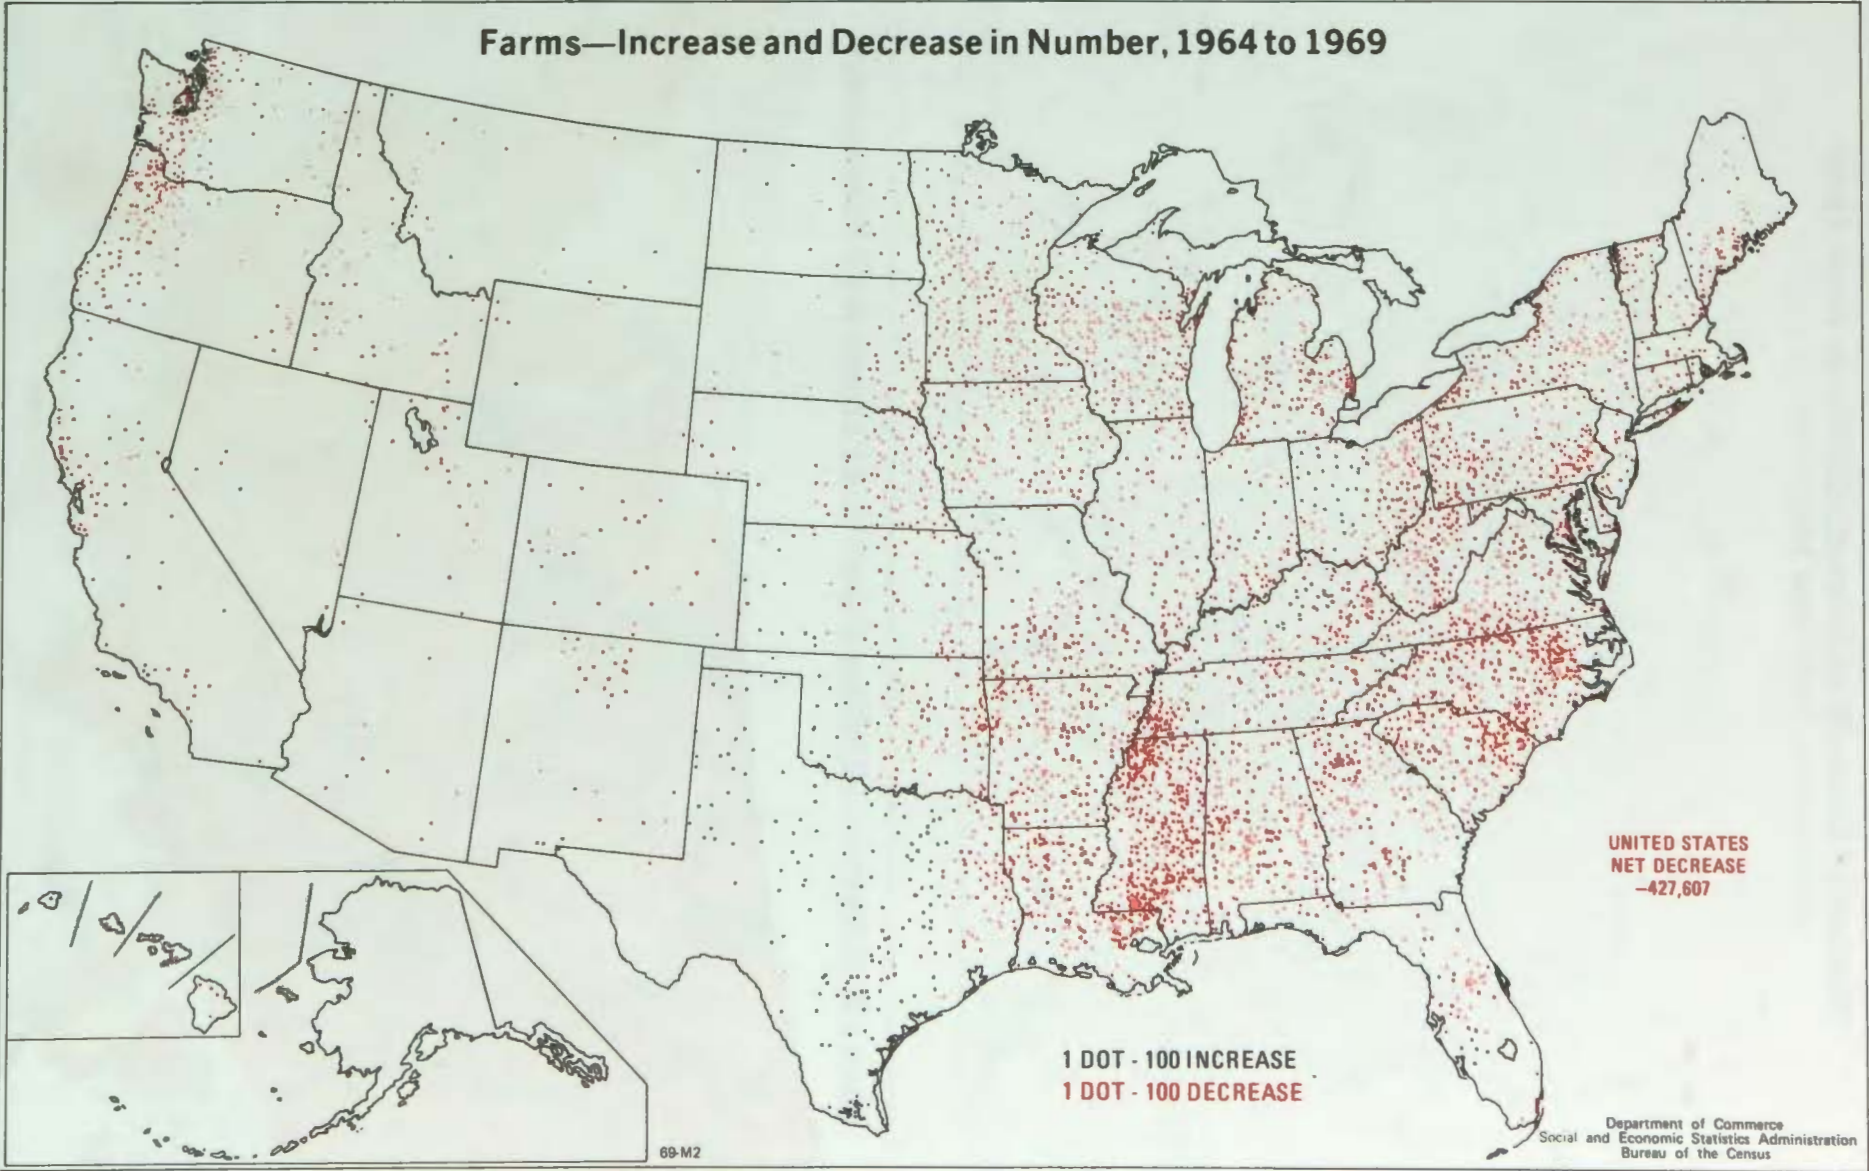 Farms—Increase and Decrease in Number, 1964 to 1969
UNITED STATES
NET DECREASE
—427,607
1 DOT - 100 INCREASE
1 DOT - 100 DECREASE
69-M2
Department of Commerce
Social and Economic Statistics Administration
Bureau of the Census